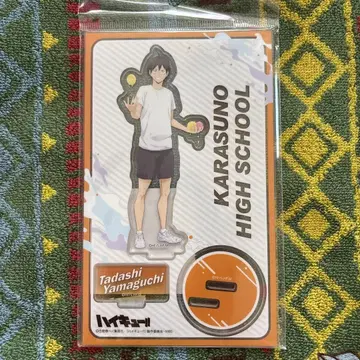 KARASUNO
HIGH SCHOOL
Tadashi
Yamaguchi
ハイキュー!!